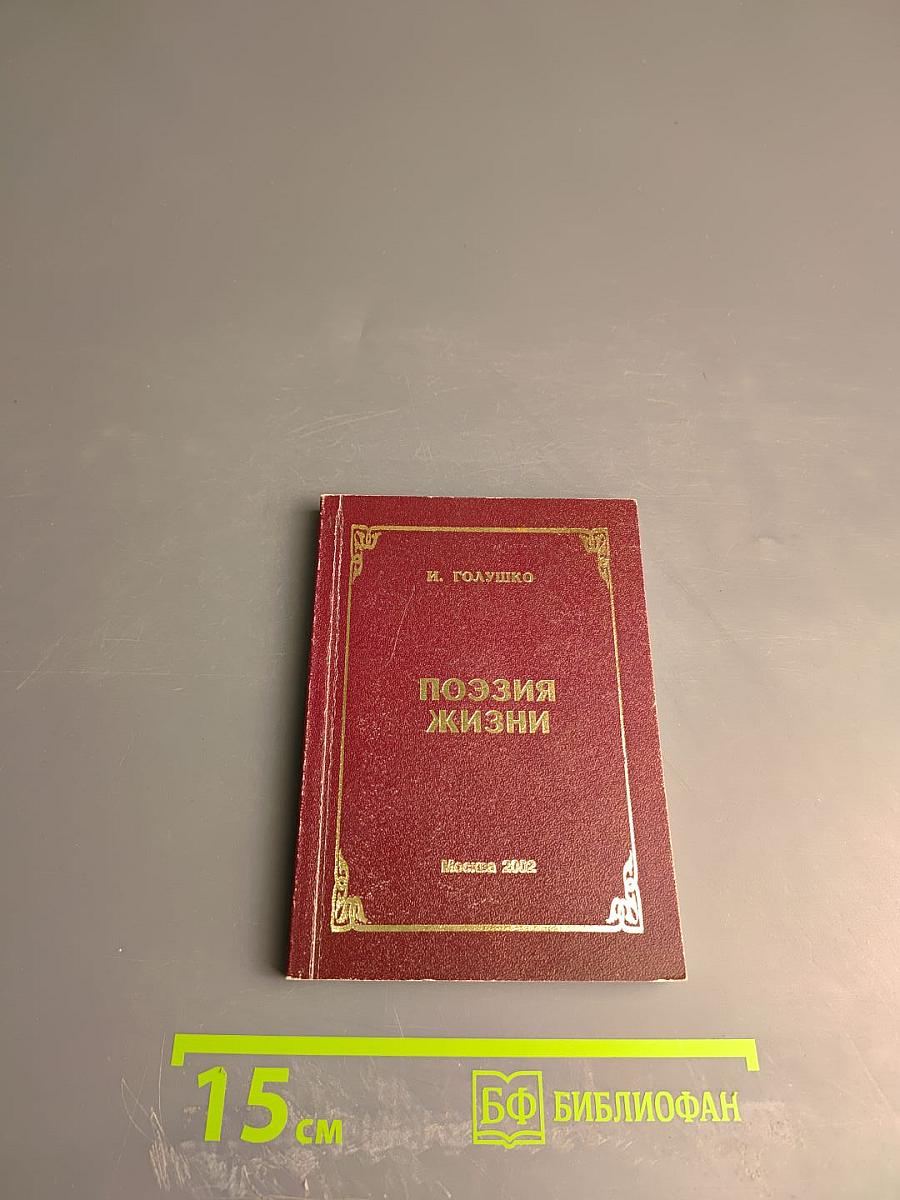 И. ГОЛУШКО
ПОЭЗИЯ
ЖИЗНИ
Москва 2002
15 см
БФ БИБЛИОФАН